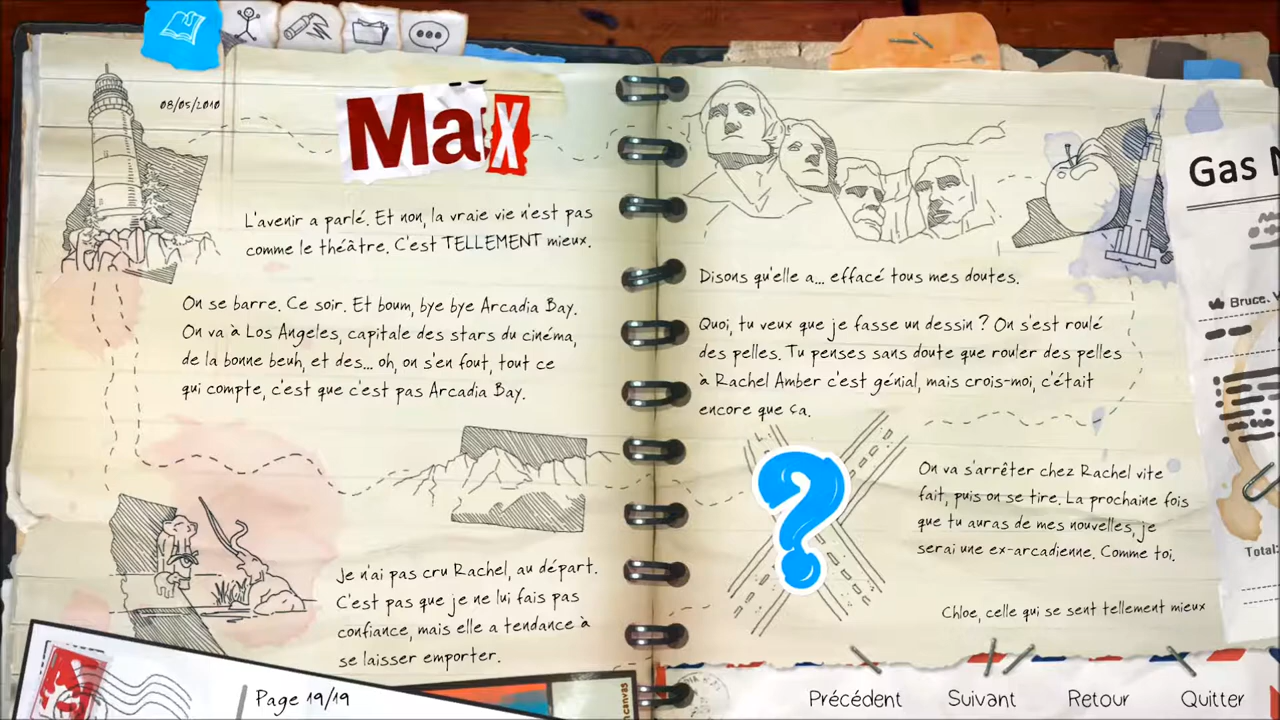 08/05/2010
Max
L'avenir a parlé. Et non, la vraie vie n'est pas
comme le théâtre. C'est TELLEMENT mieux.
On se barre. Ce soir. Et boum, bye bye Arcadia Bay.
On va à Los Angeles, capitale des stars du cinéma,
de la bonne beuh, et des... oh, on s'en fout, tout ce
qui compte, c'est que c'est pas Arcadia Bay.
Je n'ai pas cru Rachel, au départ.
C'est pas que je ne lui fais pas
confiance, mais elle a tendance à
se laisser emporter.
Page 19/19
Disons qu'elle a... effacé tous mes doutes.
Quoi, tu veux que je fasse un dessin ? On s'est roulé
des pelles. Tu penses sans doute que rouler des pelles
à Rachel Amber c'est génial, mais crois-moi, c'était
encore que ça.
?
On va s'arrêter chez Rachel vite
fait, puis on se tire. La prochaine fois
que tu auras de mes nouvelles, je
serai une ex-arcadienne. Comme toi.
Chloe, celle qui se sent tellement mieux
Gas
Bruce.
Total:
canvas
Précédent Suivant Retour Quitter